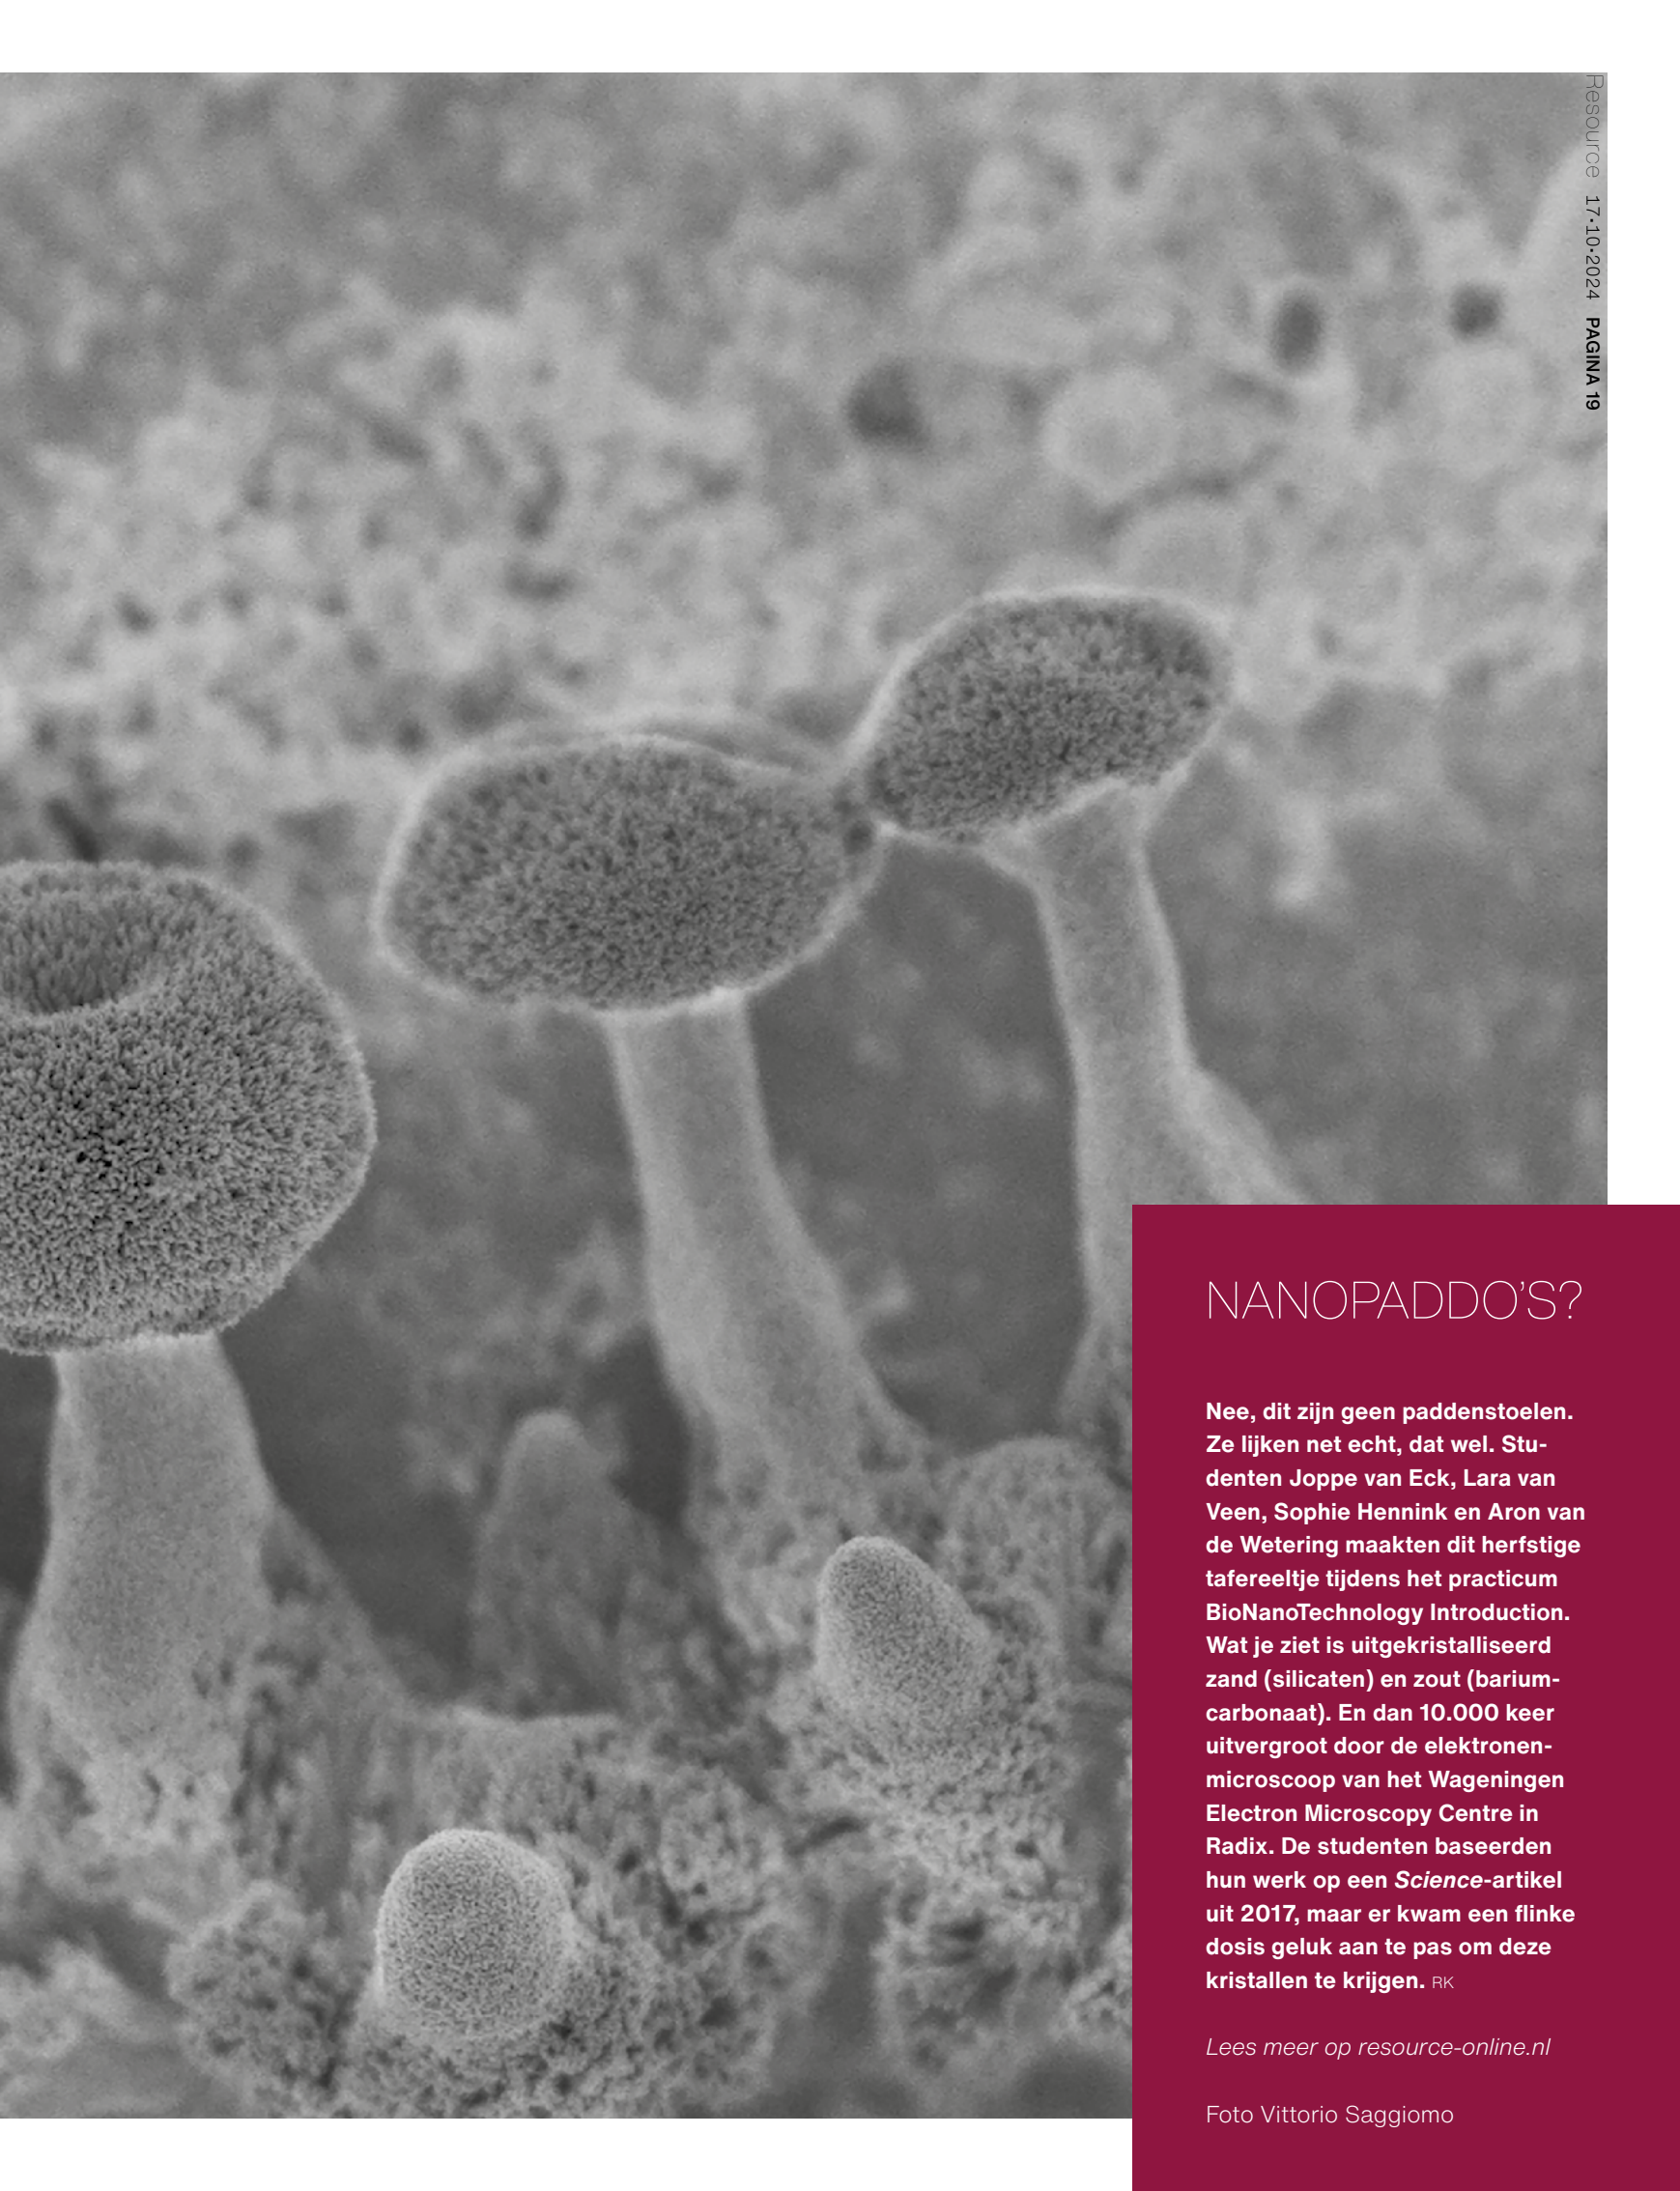 Resource 17•10•2024 PAGINA 19
NANOPADDO’S?
Nee, dit zijn geen paddenstoelen.
Ze lijken net echt, dat wel. Stu-
denten Joppe van Eck, Lara van
Veen, Sophie Hennink en Aron van
de Wetering maakten dit herfstige
tafereeltje tijdens het practicum
BioNanoTechnology Introduction.
Wat je ziet is uitgekristalliseerd
zand (silicaten) en zout (barium-
carbonaat). En dan 10.000 keer
uitvergroot door de elektronen-
microscoop van het Wageningen
Electron Microscopy Centre in
Radix. De studenten baseerden
hun werk op een Science-artikel
uit 2017, maar er kwam een flinke
dosis geluk aan te pas om deze
kristallen te krijgen. RK
Lees meer op resource-online.nl
Foto Vittorio Saggiomo